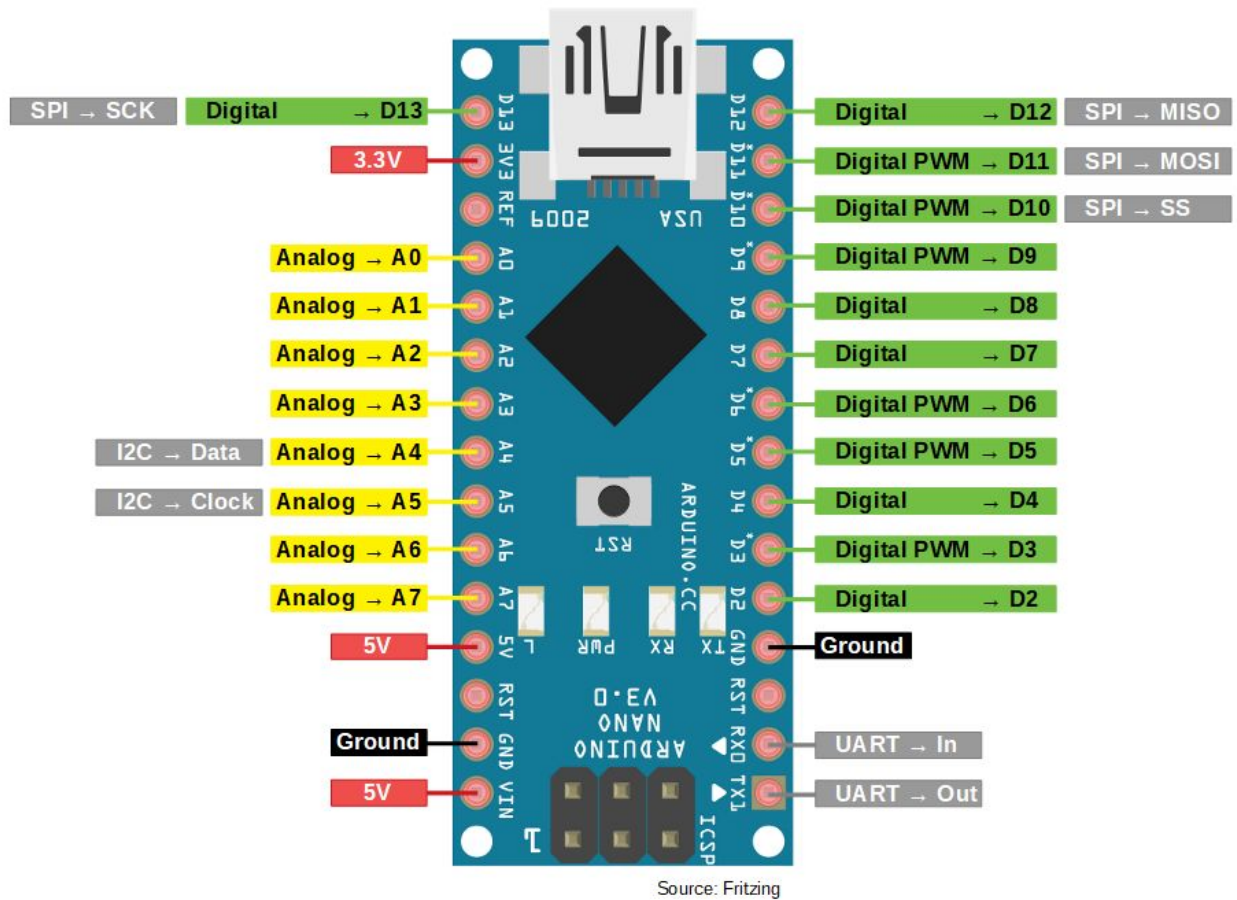 SPI → SCK Digital → D13
3.3V
Analog → A0
Analog → A1
Analog → A2
Analog → A3
I2C → Data Analog → A4
I2C → Clock Analog → A5
Analog → A6
Analog → A7
5V
Ground
5V
D13
3V3
REF
A0
A1
A2
A3
A4
A5
A6
A7
5V
RST
GND
VIN
USA
2009
RST
ARDUINO.CC
TX RX PWR L
ARDUINO
NANO
V3.0
1
ICSP
D12
D11*
D10*
D9*
D8
D7
D6*
D5*
D4
D3*
D2
GND
RST
RX0
TX1
Digital → D12 SPI → MISO
Digital PWM → D11 SPI → MOSI
Digital PWM → D10 SPI → SS
Digital PWM → D9
Digital → D8
Digital → D7
Digital PWM → D6
Digital PWM → D5
Digital → D4
Digital PWM → D3
Digital → D2
Ground
UART → In
UART → Out
Source: Fritzing